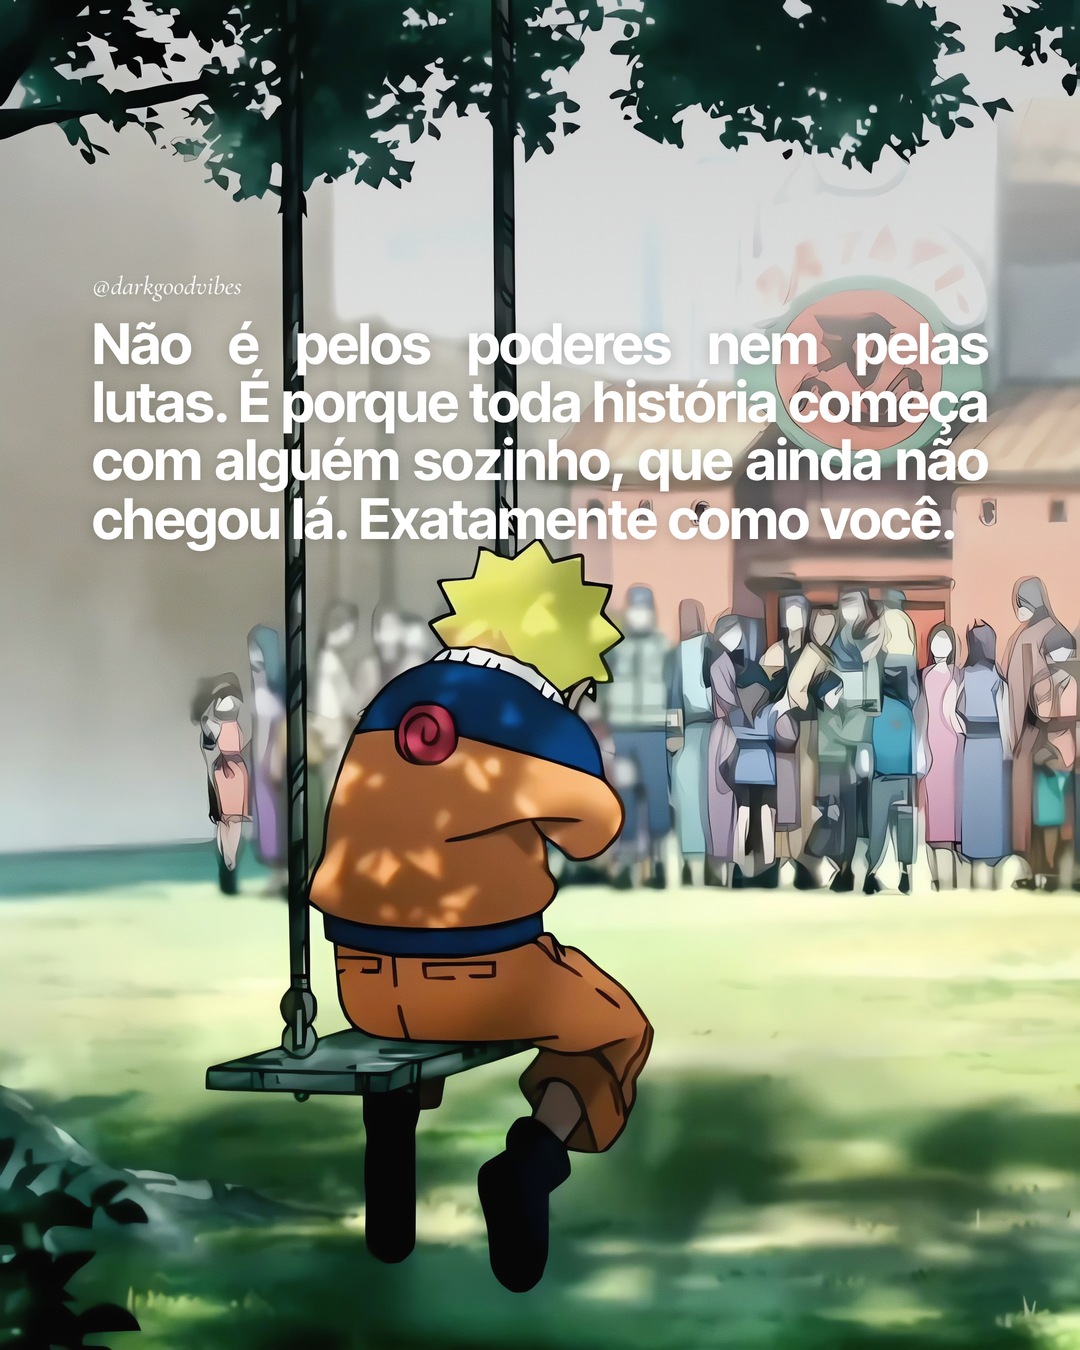 @darkgoodvibes
Não é pelos poderes nem pelas
lutas. É porque toda história começa
com alguém sozinho, que ainda não
chegou lá. Exatamente como você.